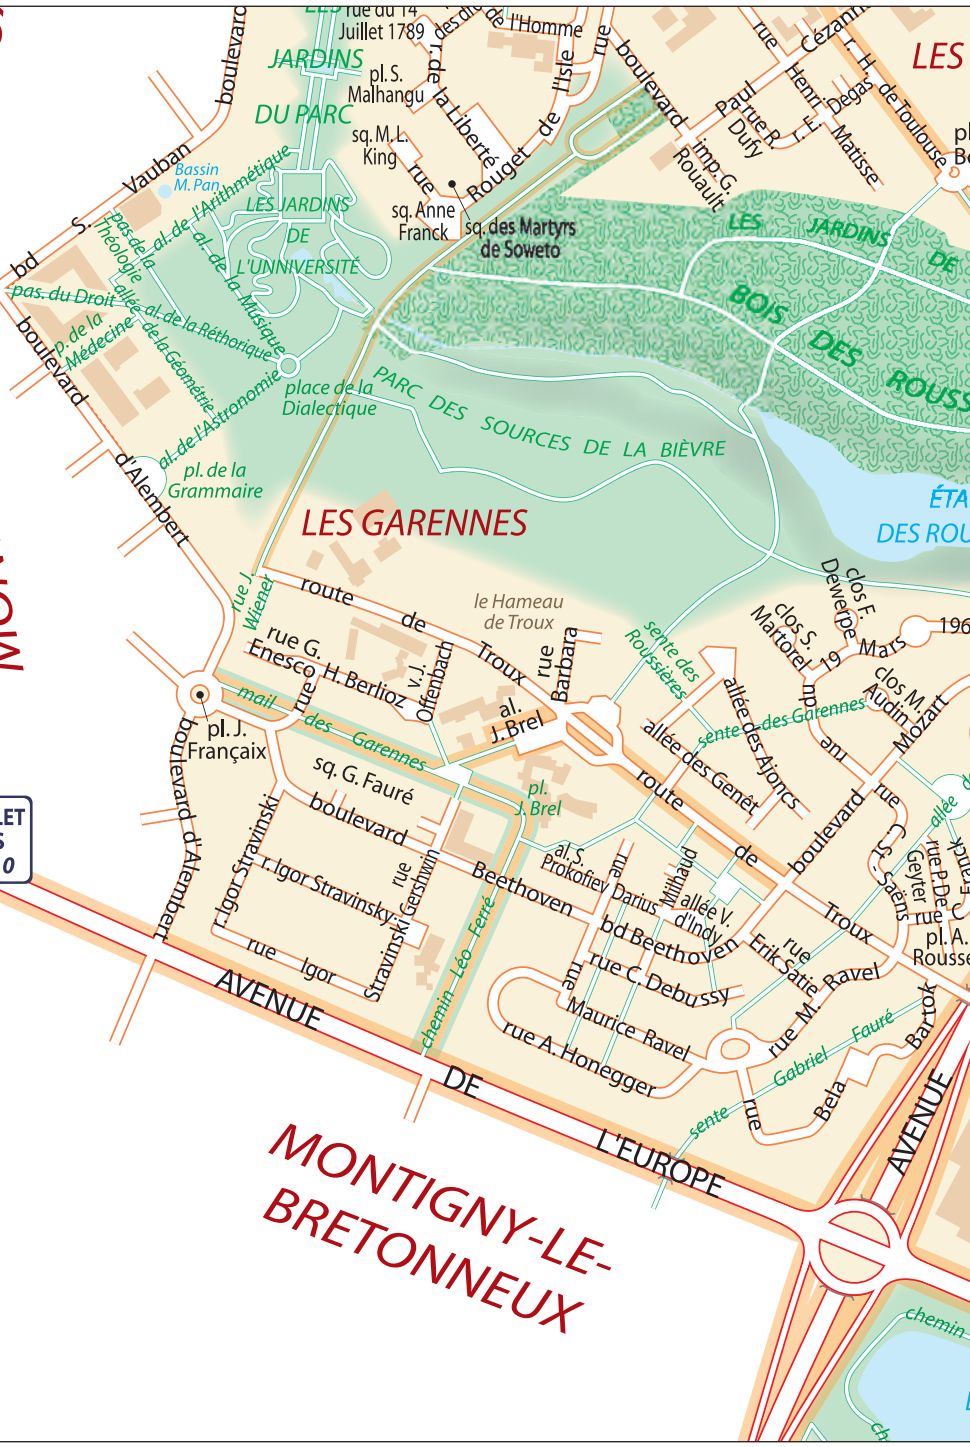 LES
rue du 14
Juillet 1789
JARDINS
DU PARC
pl. S.
Malhangu
r. de la Liberté
de l'Homme
rue
Rouget de l'Isle
boulevard
sq. M. L.
King
rue
sq. Anne
Franck
sq. des Martyrs
de Soweto
boulevard
Vauban
bd S.
Bassin
M. Pan
al. de l'Arithmétique
LES JARDINS
DE
L'UNNIVERSITÉ
pas. de la
Théologie
al. de la Musique
pas. du Droit
allée de la Géométrie
al. de la Réthorique
p. de la
Médecine
al. de l'Astronomie
place de la
Dialectique
pl. de la
Grammaire
boulevard
d'Alembert
rue
Paul Cézanne
Henri Matisse
r. H. de Toulouse
r. F. Degas
rue R.
Dufy
imp. G.
Rouault
LES
LES JARDINS DE
BOIS DES ROUSS
PARC DES SOURCES DE LA BIÈVRE
ÉTA
DES ROU
LES GARENNES
rue J.
Wiener
route de Troux
le Hameau
de Troux
rue G.
Enesco
rue
H. Berlioz
v. J.
Offenbach
rue
Barbara
al.
J. Brel
sente des
Roussières
clos F.
Dewerpe
clos S.
Martorel
19 Mars 196
du
rue
clos M.
Audin
boulevard Mozart
allée des Ajoncs
sente des Garennes
allée des Genêt
mail des Garennes
pl. J.
Françaix
boulevard d'Alembert
sq. G. Fauré
boulevard Beethoven
pl.
J. Brel
route de Troux
al. S.
Prokofiev
rue Darius Milhaud
allée V.
d'Indy
bd Beethoven
rue C. Debussy
rue
Erik Satie
rue Maurice Ravel
rue M. Ravel
rue A. Honegger
r. Igor Stravinski
r. Igor Stravinsky
rue
Gershwin
rue Igor Stravinski
chemin Léo Ferré
rue C. S. Saëns
rue P. De
Geyter
rue C.
Franck
allée d
pl. A.
Rousse
sente Gabriel Fauré
rue Bela Bartok
LET
S
0
AVENUE DE L'EUROPE
AVENUE
MONTIGNY-LE-
BRETONNEUX
chemin
ch